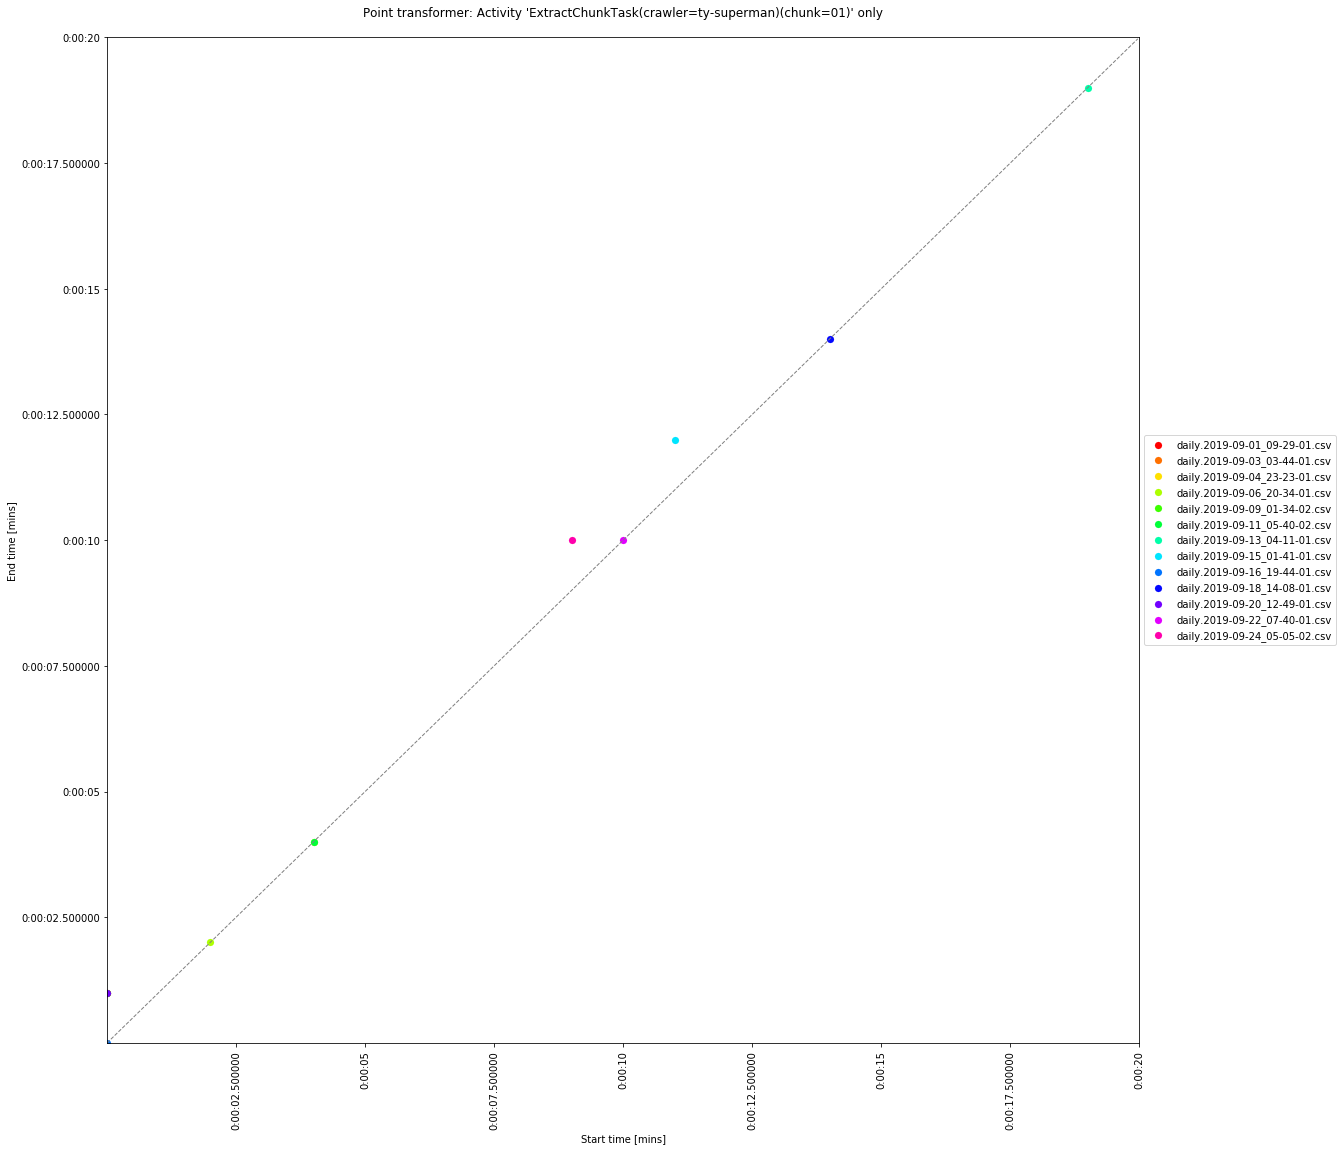 Point transformer: Activity 'ExtractChunkTask(crawler=ty-superman)(chunk=01)' only
0:00:20
0:00:17.500000
0:00:15
0:00:12.500000
0:00:10
0:00:07.500000
0:00:05
0:00:02.500000
End time [mins]
0:00:02.500000
0:00:05
0:00:07.500000
0:00:10
0:00:12.500000
0:00:15
0:00:17.500000
0:00:20
Start time [mins]
daily.2019-09-01_09-29-01.csv
daily.2019-09-03_03-44-01.csv
daily.2019-09-04_23-23-01.csv
daily.2019-09-06_20-34-01.csv
daily.2019-09-09_01-34-02.csv
daily.2019-09-11_05-40-02.csv
daily.2019-09-13_04-11-01.csv
daily.2019-09-15_01-41-01.csv
daily.2019-09-16_19-44-01.csv
daily.2019-09-18_14-08-01.csv
daily.2019-09-20_12-49-01.csv
daily.2019-09-22_07-40-01.csv
daily.2019-09-24_05-05-02.csv